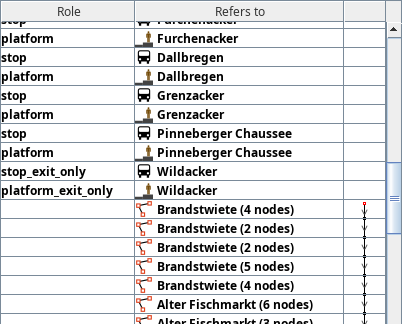 Role Refers to
stop Furchenacker
platform Furchenacker
stop Dallbregen
platform Dallbregen
stop Grenzacker
platform Grenzacker
stop Pinneberger Chaussee
platform Pinneberger Chaussee
stop_exit_only Wildacker
platform_exit_only Wildacker
Brandstwiete (4 nodes)
Brandstwiete (2 nodes)
Brandstwiete (2 nodes)
Brandstwiete (5 nodes)
Brandstwiete (4 nodes)
Alter Fischmarkt (6 nodes)
Alter Fischmarkt (3 nodes)